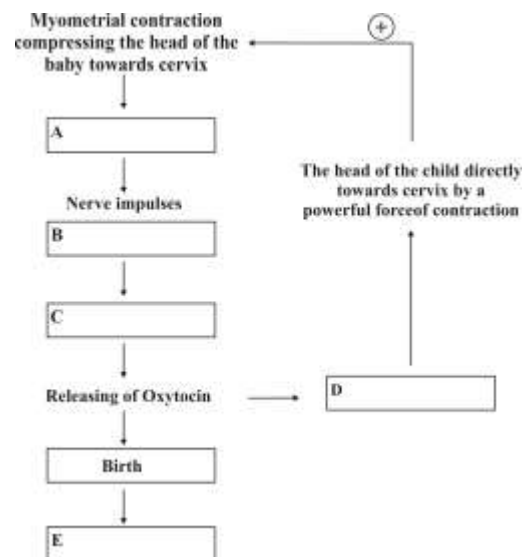 Myometrial contraction
compressing the head of the
baby towards cervix
+
A
The head of the child directly
towards cervix by a
powerful forceof contraction
Nerve impulses
B
C
Releasing of Oxytocin
D
Birth
E